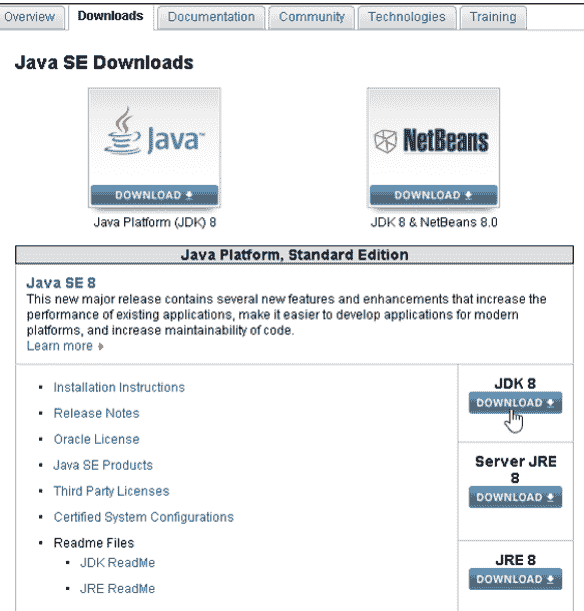 Overview Downloads Documentation Community Technologies Training
Java SE Downloads
Java™ NetBeans
DOWNLOAD DOWNLOAD
Java Platform (JDK) 8 JDK 8 & NetBeans 8.0
Java Platform, Standard Edition
Java SE 8
This new major release contains several new features and enhancements that increase the
performance of existing applications, make it easier to develop applications for modern
platforms, and increase maintainability of code.
Learn more
Installation Instructions
Release Notes
Oracle License
Java SE Products
Third Party Licenses
Certified System Configurations
Readme Files
JDK ReadMe
JRE ReadMe
JDK 8
DOWNLOAD
Server JRE
8
DOWNLOAD
JRE 8
DOWNLOAD